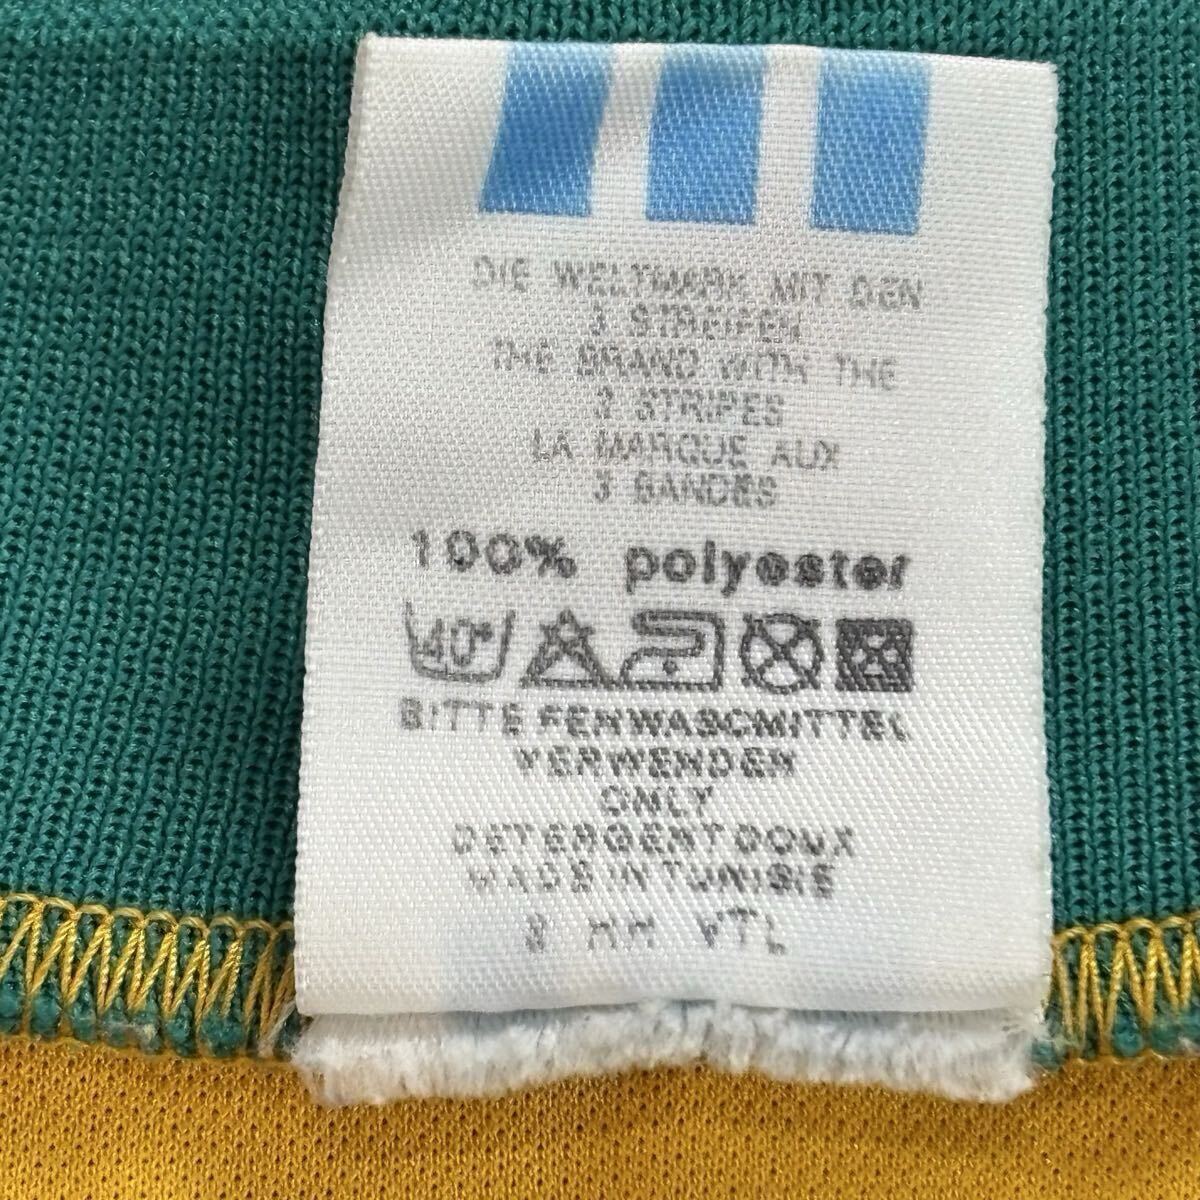 DIE WELTMARK MIT DEN
3 STREIFEN
THE BRAND WITH THE
3 STRIPES
LA MARQUE AUX
3 BANDES
100% polyester
40°
BITTE FENWASCMITTEL
VERWENDEN
ONLY
DETERGENT DOUX
MADE IN TUNISIE